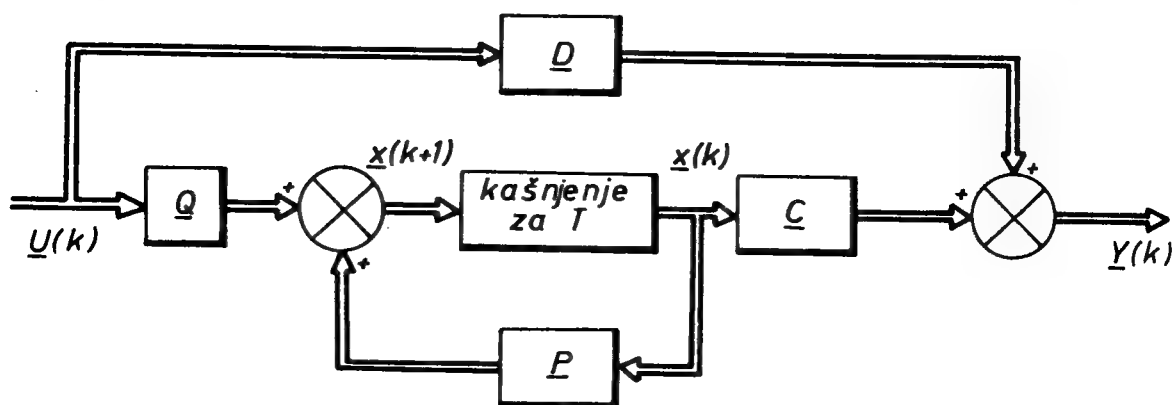 D
x(k+1)
x(k)
+
+
+
kašnjenje
za T
Q
C
+
U(k)
+
Y(k)
P